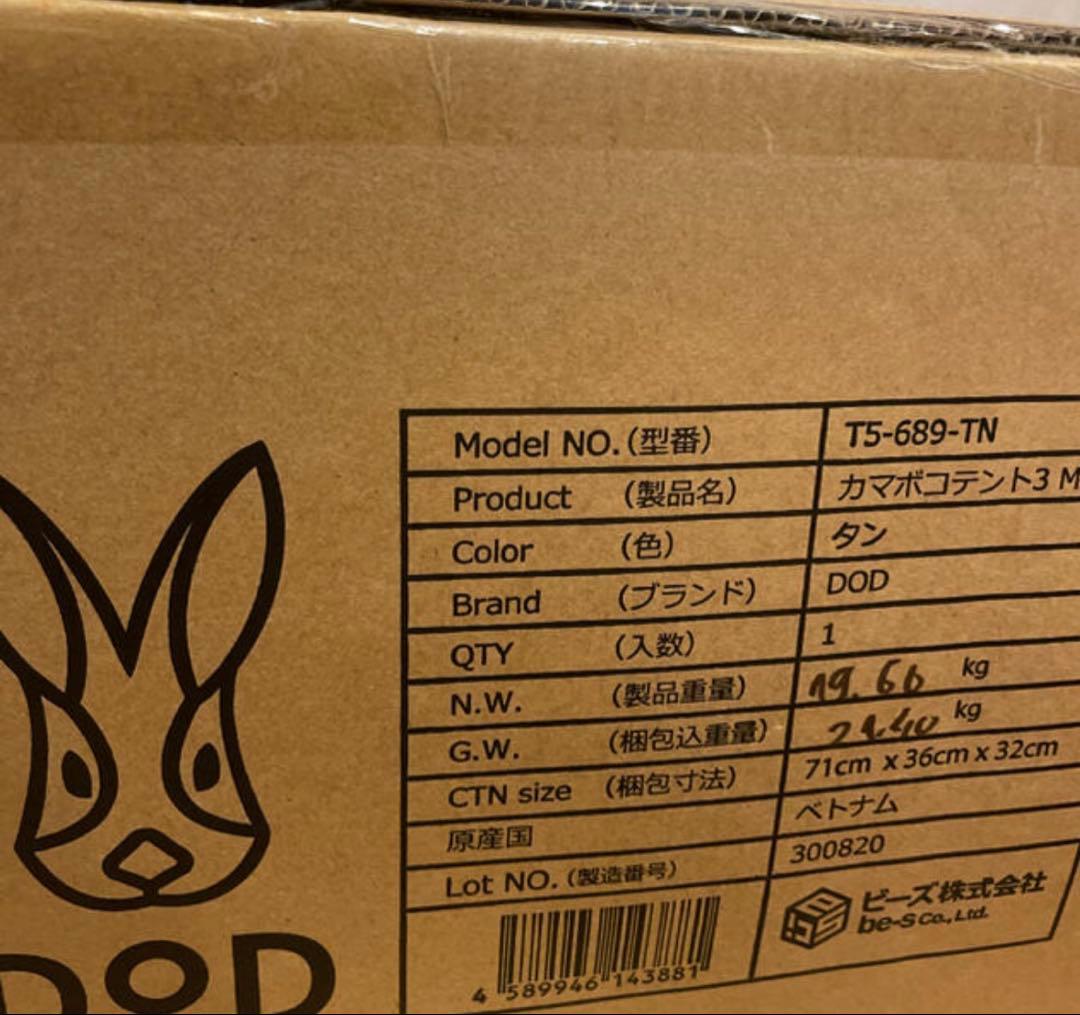 Model NO.（型番） T5-689-TN
Product （製品名） カマボコテント3 M
Color （色） タン
Brand （ブランド） DOD
QTY （入数） 1
N.W. （製品重量） 19.60 kg
G.W. （梱包込重量） 21.40 kg
CTN size （梱包寸法） 71cm x 36cm x 32cm
原産国 ベトナム
Lot NO.（製造番号） 300820
ビーズ株式会社
be-S Co., Ltd.
4 589946 143881
DOD